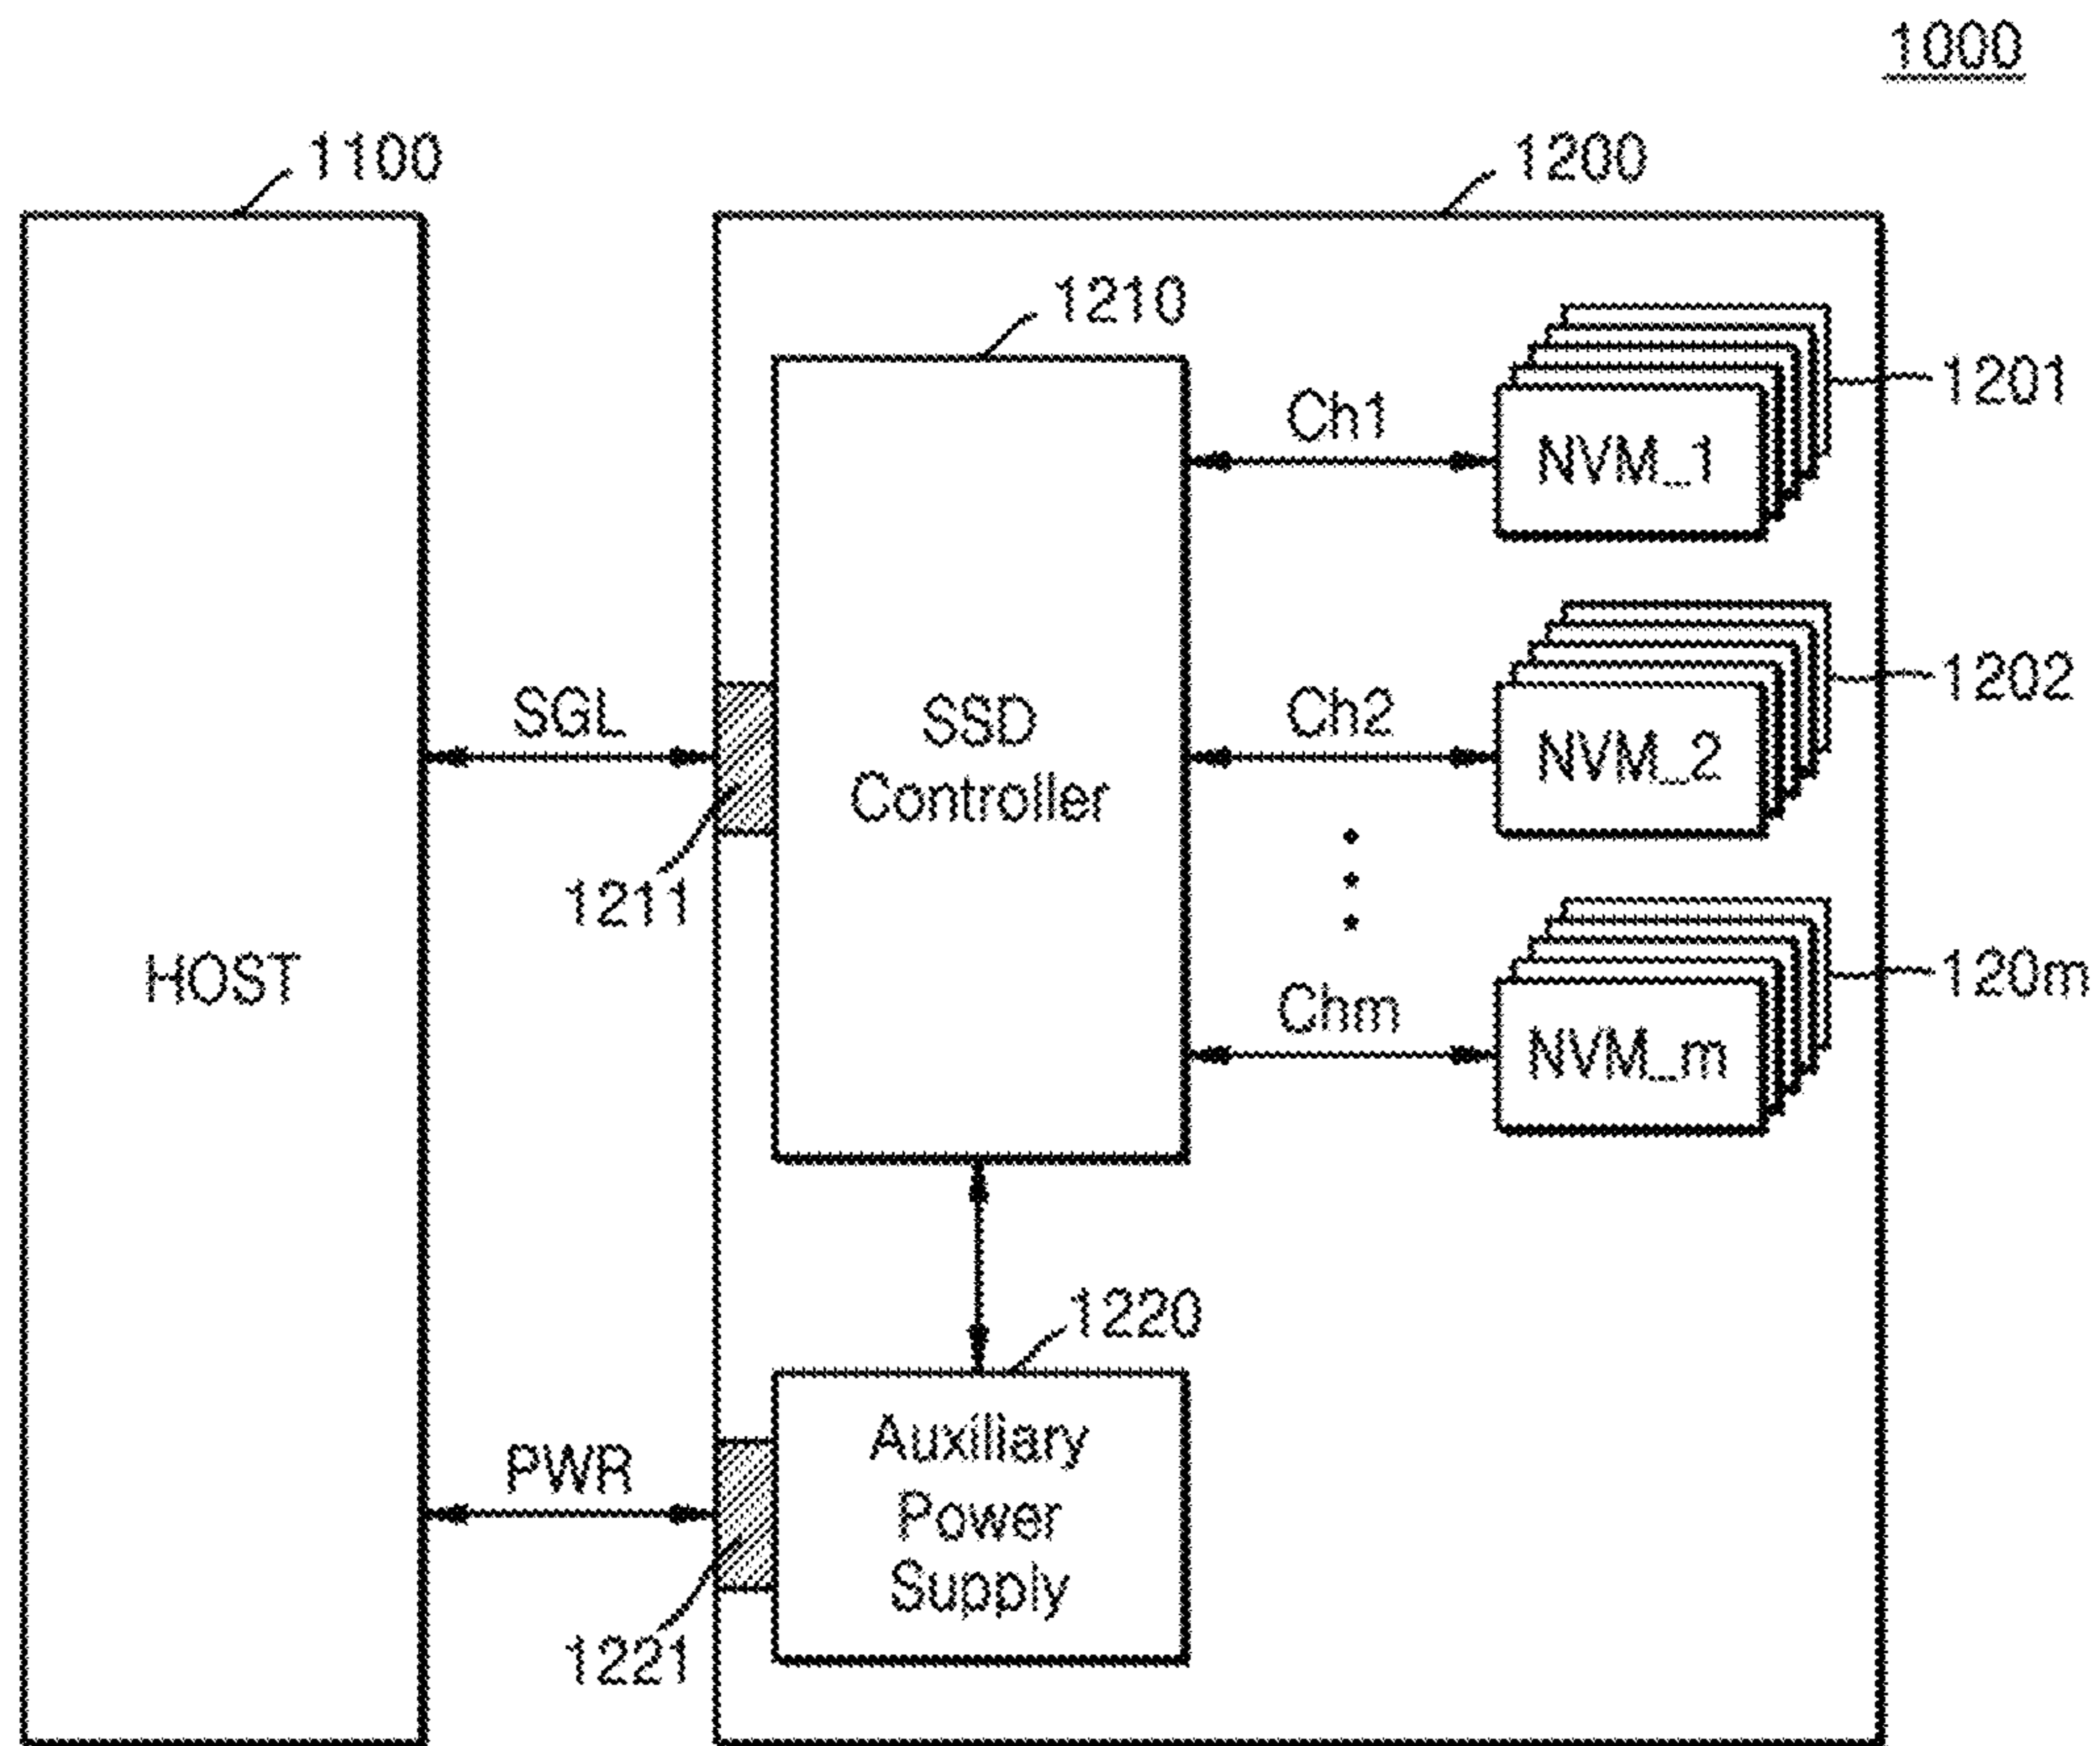 1000
1100
1200
1210
1201
Ch1
NVM_1
1202
SGL
SSD
Controller
Ch2
NVM_2
1211
HOST
120m
Chm
NVM_m
1220
PWR
Auxiliary
Power
Supply
1221